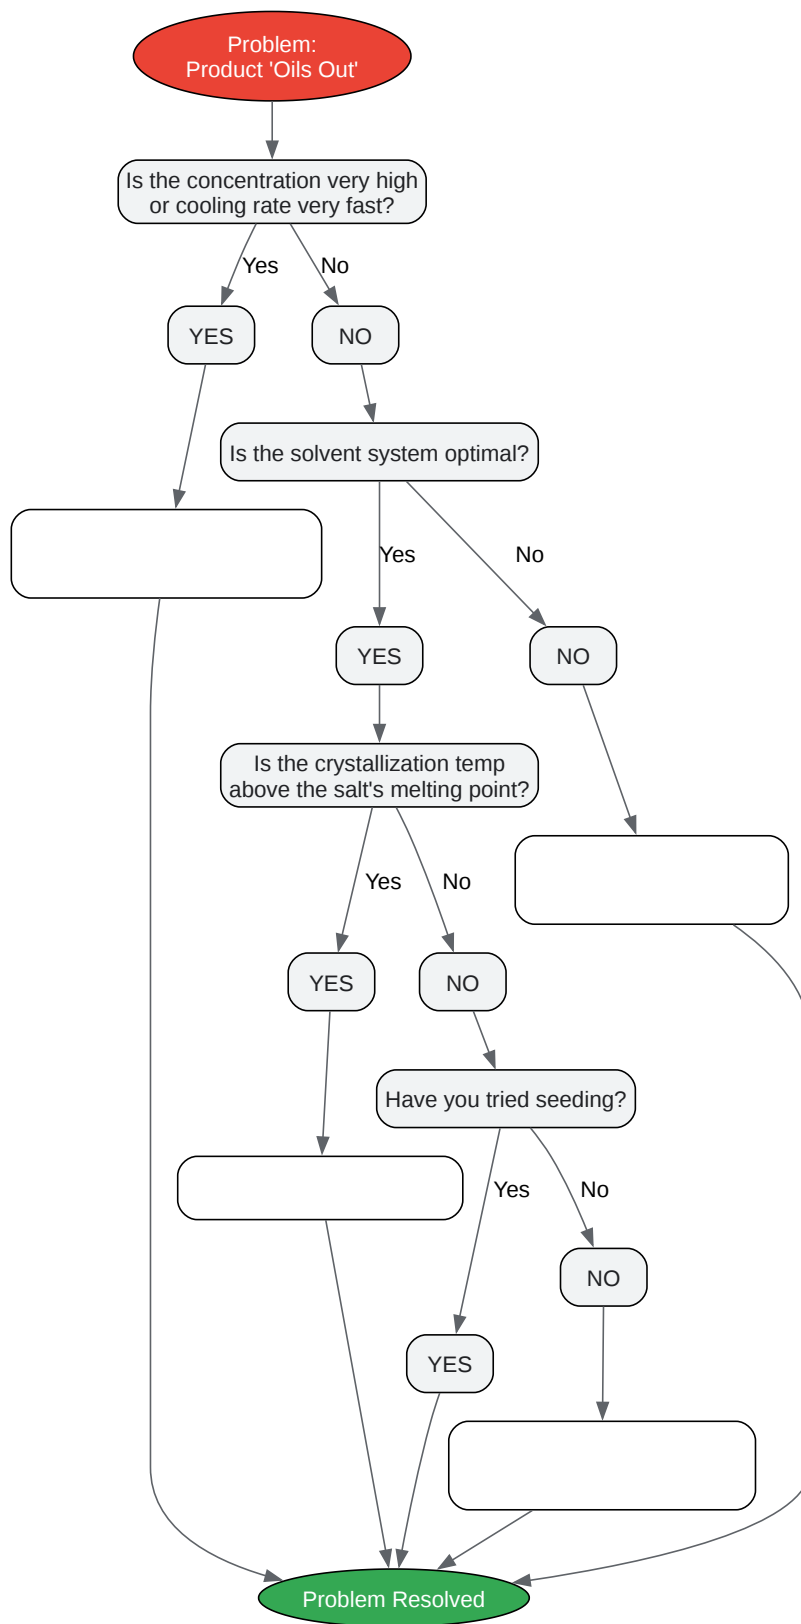 Problem:
Product 'Oils Out'
Is the concentration very high
or cooling rate very fast?
Yes
No
YES
NO
Is the solvent system optimal?
Yes
No
YES
NO
Is the crystallization temp
above the salt's melting point?
Yes
No
YES
NO
Have you tried seeding?
Yes
No
NO
YES
Problem Resolved